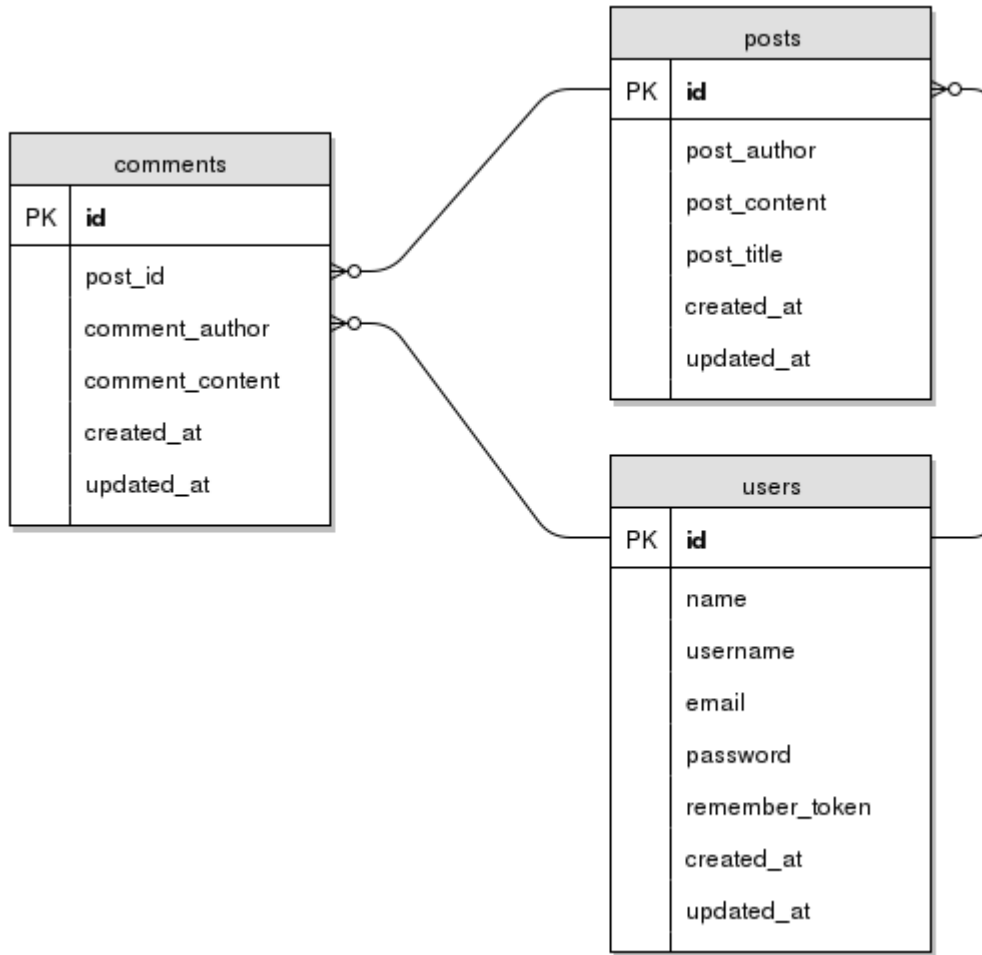 comments
PK id
post_id
comment_author
comment_content
created_at
updated_at
posts
PK id
post_author
post_content
post_title
created_at
updated_at
users
PK id
name
username
email
password
remember_token
created_at
updated_at